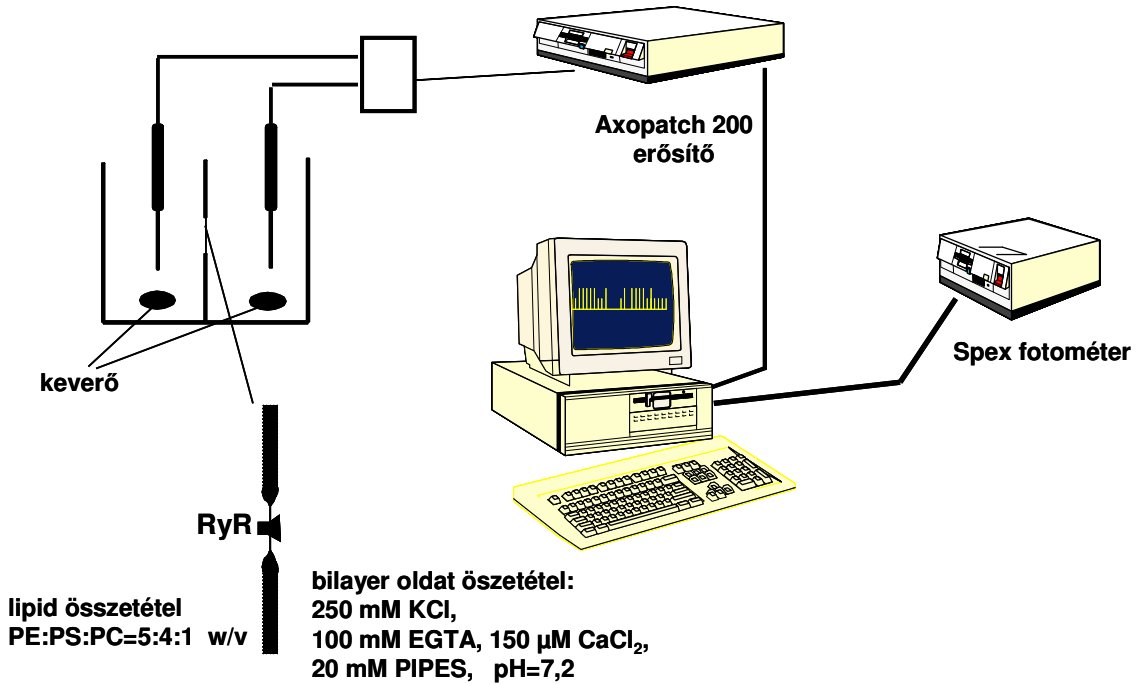 Axopatch 200
erősítő
Spex fotométer
keverő
RyR
lipid összetétel
PE:PS:PC=5:4:1 w/v
bilayer oldat öszetétel:
250 mM KCl,
100 mM EGTA, 150 µM CaCl₂,
20 mM PIPES, pH=7,2